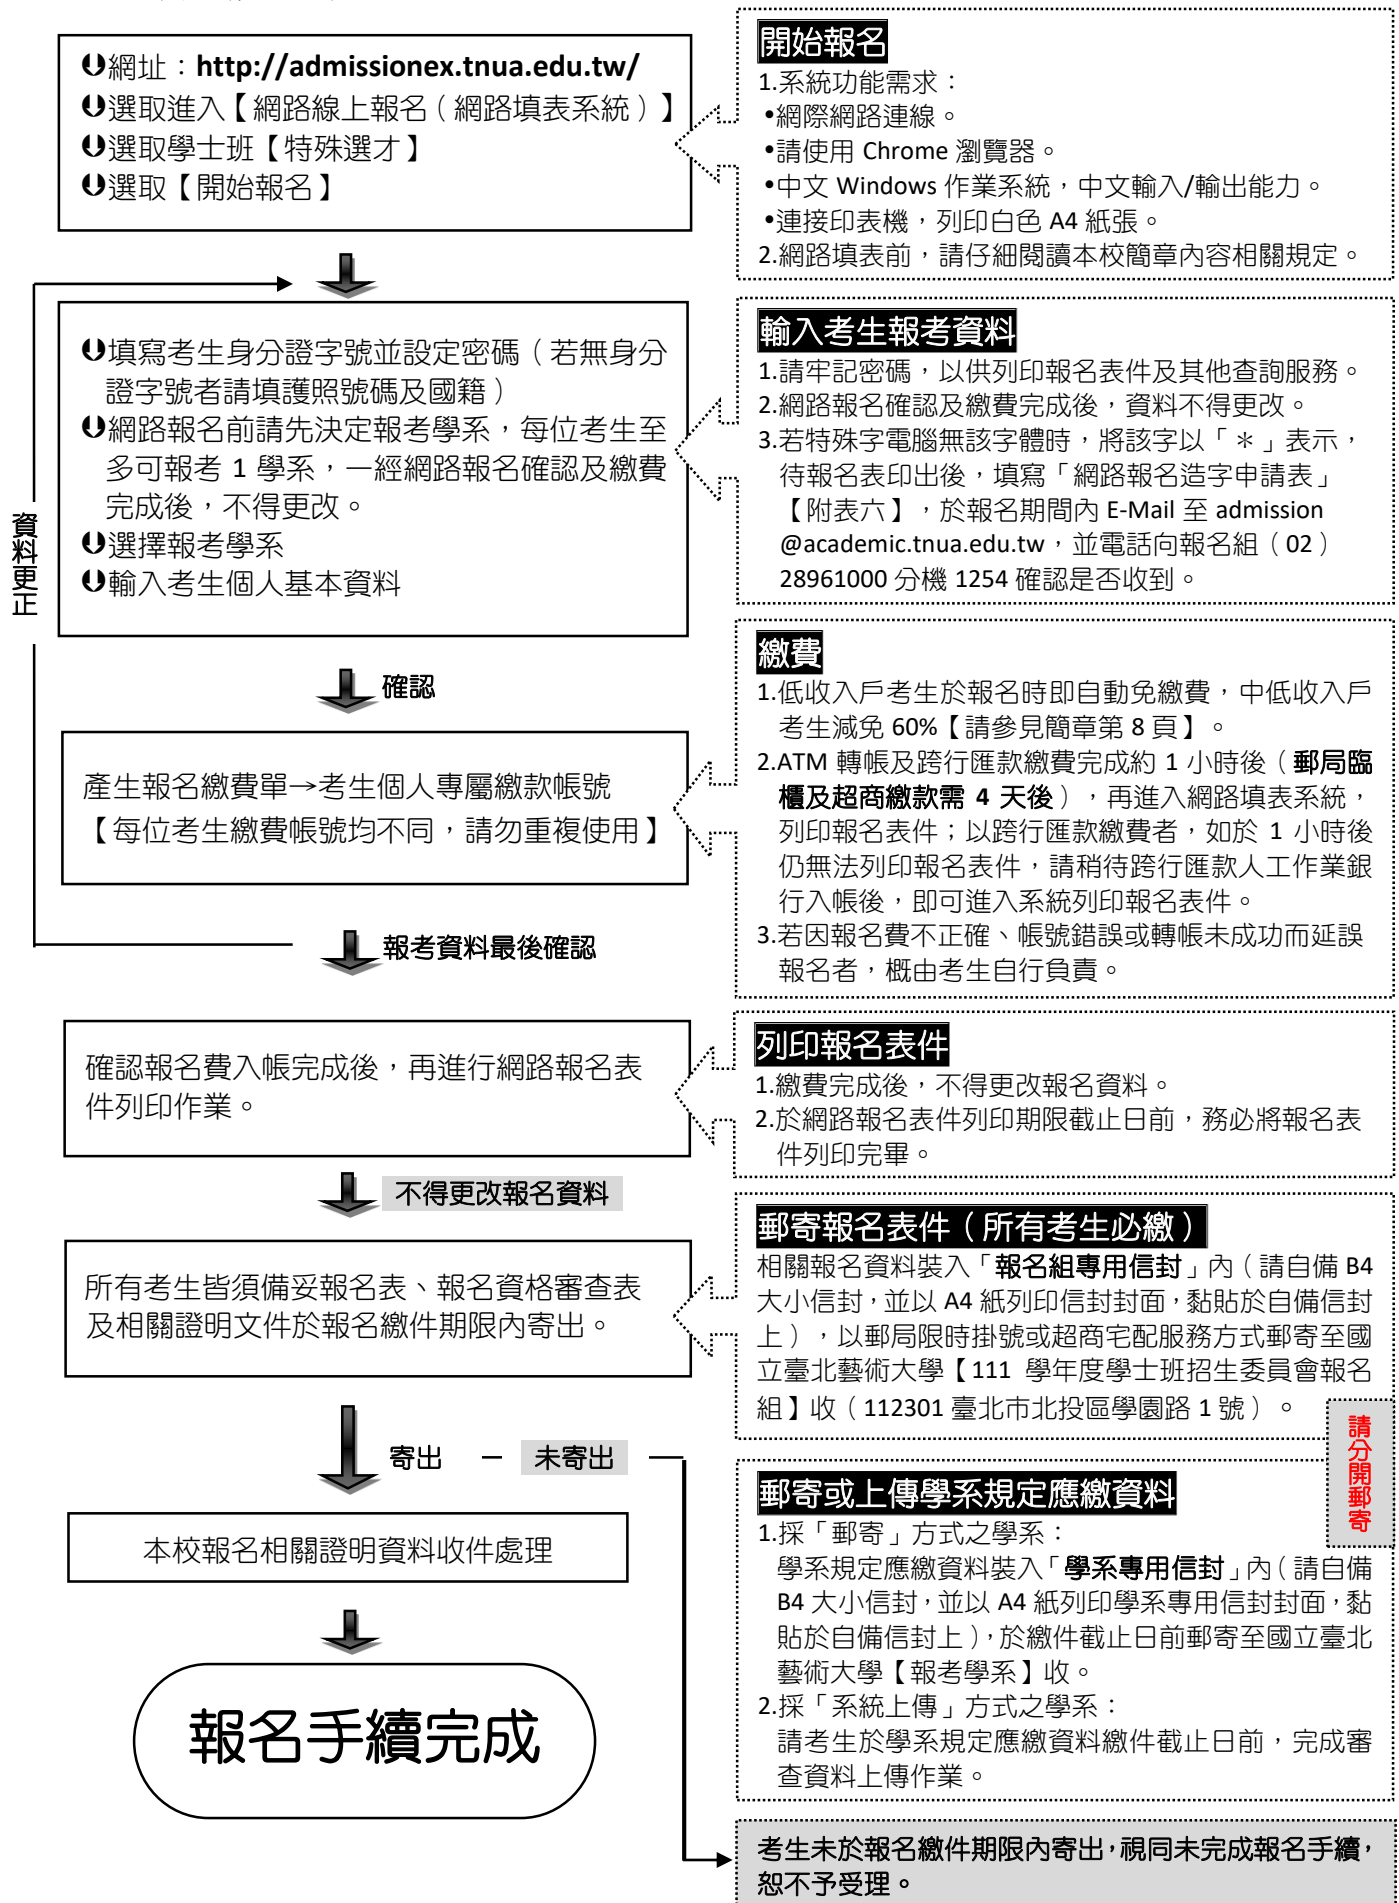 網址：http://admissionex.tnua.edu.tw/
選取進入【網路線上報名（網路填表系統）】
選取學士班【特殊選才】
選取【開始報名】
開始報名
1.系統功能需求：
•網際網路連線。
•請使用 Chrome 瀏覽器。
•中文 Windows 作業系統，中文輸入/輸出能力。
•連接印表機，列印白色 A4 紙張。
2.網路填表前，請仔細閱讀本校簡章內容相關規定。
填寫考生身分證字號並設定密碼（若無身分
證字號者請填護照號碼及國籍）
網路報名前請先決定報考學系，每位考生至
多可報考 1 學系，一經網路報名確認及繳費
完成後，不得更改。
選擇報考學系
輸入考生個人基本資料
資料更正
輸入考生報考資料
1.請牢記密碼，以供列印報名表件及其他查詢服務。
2.網路報名確認及繳費完成後，資料不得更改。
3.若特殊字電腦無該字體時，將該字以「＊」表示，
待報名表印出後，填寫「網路報名造字申請表」
【附表六】，於報名期間內 E-Mail 至 admission
@academic.tnua.edu.tw，並電話向報名組（02）
28961000 分機 1254 確認是否收到。
確認
產生報名繳費單→考生個人專屬繳款帳號
【每位考生繳費帳號均不同，請勿重複使用】
繳費
1.低收入戶考生於報名時即自動免繳費，中低收入戶
考生減免 60%【請參見簡章第 8 頁】。
2.ATM 轉帳及跨行匯款繳費完成約 1 小時後（郵局臨
櫃及超商繳款需 4 天後），再進入網路填表系統，
列印報名表件；以跨行匯款繳費者，如於 1 小時後
仍無法列印報名表件，請稍待跨行匯款人工作業銀
行入帳後，即可進入系統列印報名表件。
3.若因報名費不正確、帳號錯誤或轉帳未成功而延誤
報名者，概由考生自行負責。
報考資料最後確認
確認報名費入帳完成後，再進行網路報名表
件列印作業。
列印報名表件
1.繳費完成後，不得更改報名資料。
2.於網路報名表件列印期限截止日前，務必將報名表
件列印完畢。
不得更改報名資料
所有考生皆須備妥報名表、報名資格審查表
及相關證明文件於報名繳件期限內寄出。
郵寄報名表件（所有考生必繳）
相關報名資料裝入「報名組專用信封」內（請自備 B4
大小信封，並以 A4 紙列印信封封面，黏貼於自備信封
上），以郵局限時掛號或超商宅配服務方式郵寄至國
立臺北藝術大學【111 學年度學士班招生委員會報名
組】收（112301 臺北市北投區學園路 1 號）。
請分開郵寄
寄出 － 未寄出 －
本校報名相關證明資料收件處理
報名手續完成
郵寄或上傳學系規定應繳資料
1.採「郵寄」方式之學系：
學系規定應繳資料裝入「學系專用信封」內（請自備
B4 大小信封，並以 A4 紙列印學系專用信封封面，黏
貼於自備信封上），於繳件截止日前郵寄至國立臺北
藝術大學【報考學系】收。
2.採「系統上傳」方式之學系：
請考生於學系規定應繳資料繳件截止日前，完成審
查資料上傳作業。
考生未於報名繳件期限內寄出，視同未完成報名手續，
恕不予受理。